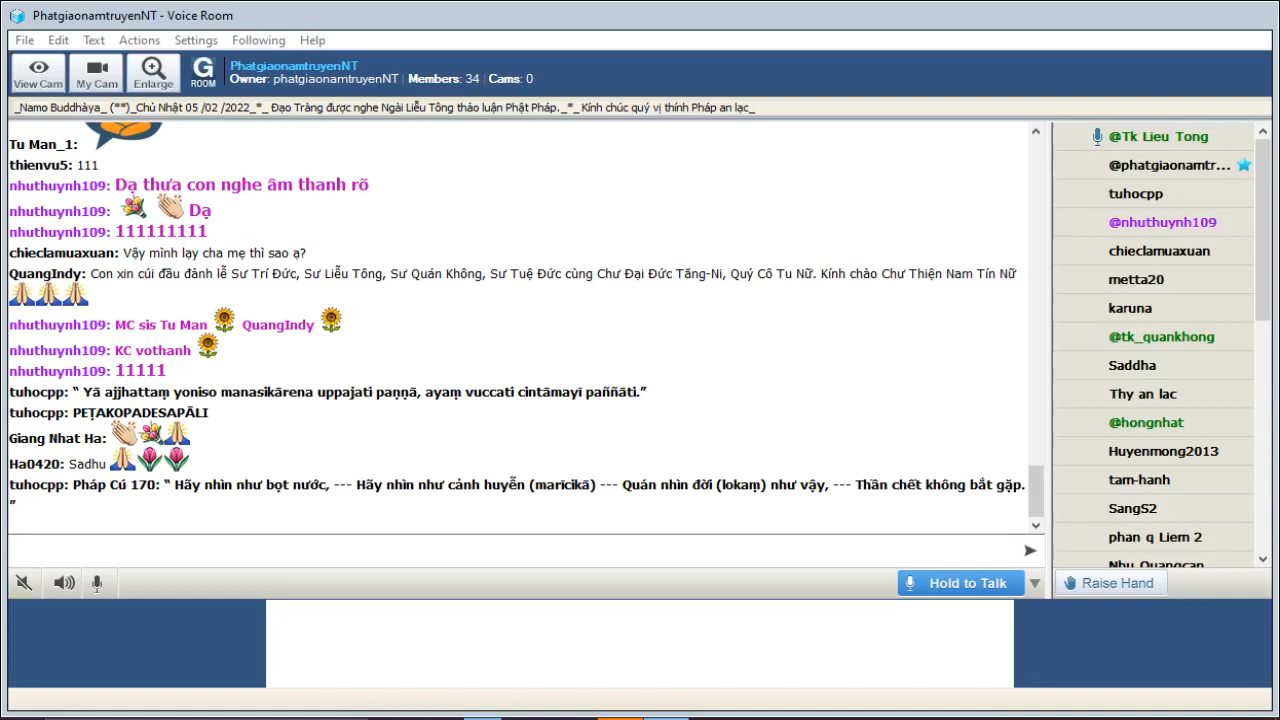 PhatgiaonamtruyenNT - Voice Room
File Edit Text Actions Settings Following Help
View Cam
My Cam
Enlarge
G ROOM
PhatgiaonamtruyenNT
Owner: phatgiaonamtruyenNT | Members: 34 | Cams: 0
_Namo Buddhàya_ (**)_Chủ Nhật 05 /02 /2022_*_ Đạo Tràng được nghe Ngài Liễu Tông thảo luận Phật Pháp._*_Kính chúc quý vị thính Pháp an lạc_
Tu Man_1:
thienvu5: 111
nhuthuynh109: Dạ thưa con nghe âm thanh rõ
nhuthuynh109: Dạ
nhuthuynh109: 111111111
chieclamuaxuan: Vậy mình lạy cha mẹ thì sao ạ?
QuangIndy: Con xin cúi đầu đảnh lễ Sư Trí Đức, Sư Liễu Tông, Sư Quán Không, Sư Tuệ Đức cùng Chư Đại Đức Tăng-Ni, Quý Cô Tu Nữ. Kính chào Chư Thiện Nam Tín Nữ
nhuthuynh109: MC sis Tu Man QuangIndy
nhuthuynh109: KC vothanh
nhuthuynh109: 11111
tuhocpp: “ Yā ajjhattaṃ yoniso manasikārena uppajati paṇṇā, ayaṃ vuccati cintāmayī paññāti.”
tuhocpp: PEṬAKOPADESAPĀLI
Giang Nhat Ha:
Ha0420: Sadhu
tuhocpp: Pháp Cú 170: “ Hãy nhìn như bọt nước, --- Hãy nhìn như cảnh huyễn (marīcikā) --- Quán nhìn đời (lokaṃ) như vậy, --- Thần chết không bắt gặp.
”
Hold to Talk
@Tk Lieu Tong
@phatgiaonamtr...
tuhocpp
@nhuthuynh109
chieclamuaxuan
metta20
karuna
@tk_quankhong
Saddha
Thy an lac
@hongnhat
Huyenmong2013
tam-hanh
SangS2
phan q Liem 2
Nhu Quangcan
Raise Hand